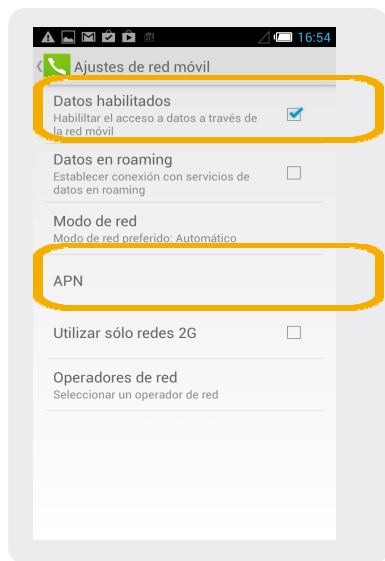 16:54
Ajustes de red móvil
Datos habilitados
Habililtar el acceso a datos a través de
la red móvil
Datos en roaming
Establecer conexión con servicios de
datos en roaming
Modo de red
Modo de red preferido: Automático
APN
Utilizar sólo redes 2G
Operadores de red
Seleccionar un operador de red